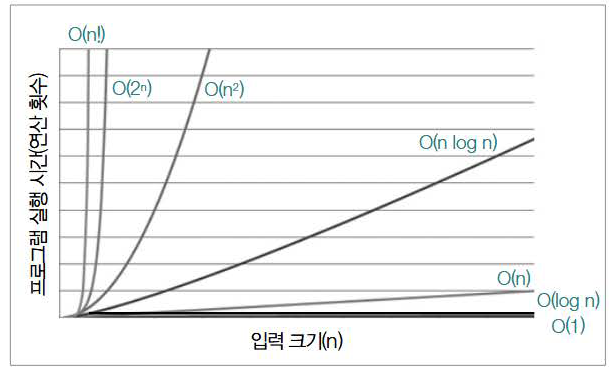 O(n!)
O(2ⁿ)
O(n²)
O(n log n)
O(n)
O(log n)
O(1)
프로그램 실행 시간(연산 횟수)
입력 크기(n)